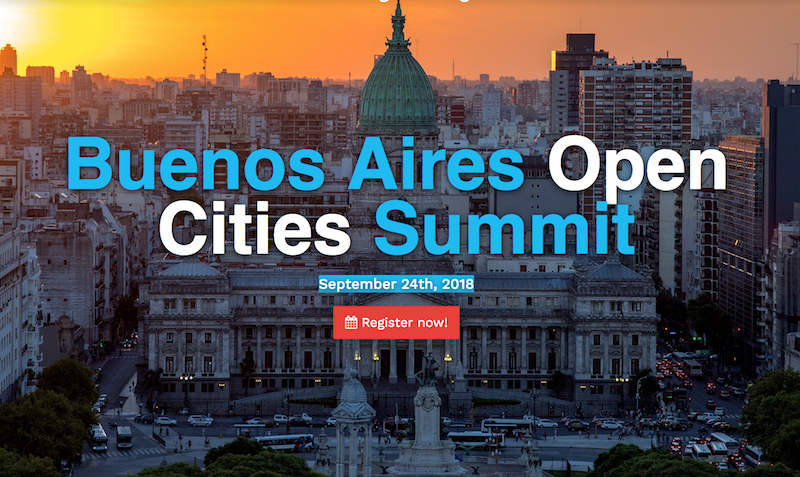 Buenos Aires Open
Cities Summit
September 24th, 2018
Register now!